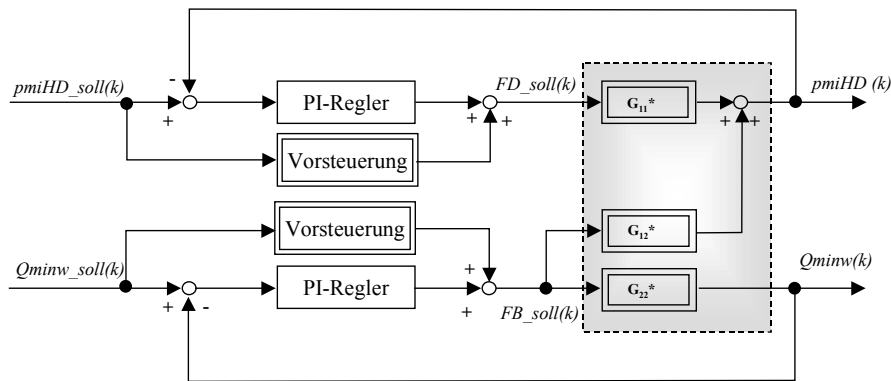 -
pmiHD_soll(k)
+
PI-Regler
+
+
FD_soll(k)
G11*
+
+
pmiHD (k)
Vorsteuerung
Vorsteuerung
G12*
Qminw_soll(k)
+
-
PI-Regler
+
+
FB_soll(k)
G22*
Qminw(k)